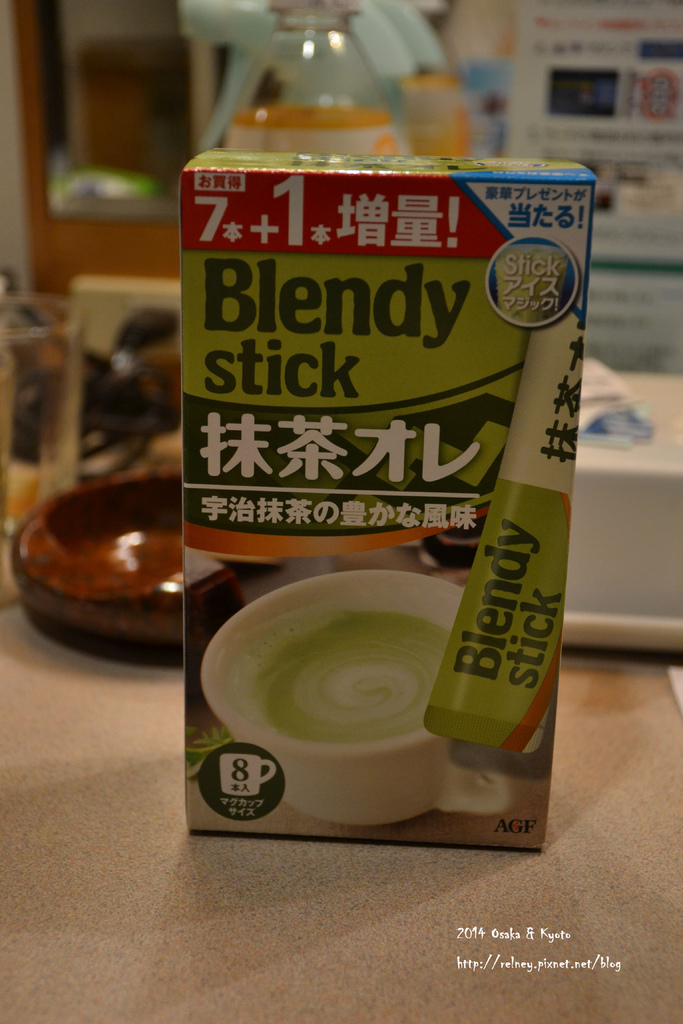 お買得
7本+1本増量!
豪華プレゼントが
当たる!
Stick
アイス
マジック!
Blendy
stick
抹茶オレ
宇治抹茶の豊かな風味
抹茶オ
Blendy
stick
8
本入
マグカップ
サイズ
AGF
2014 Osaka & Kyoto
http://relney.pixnet.net/blog